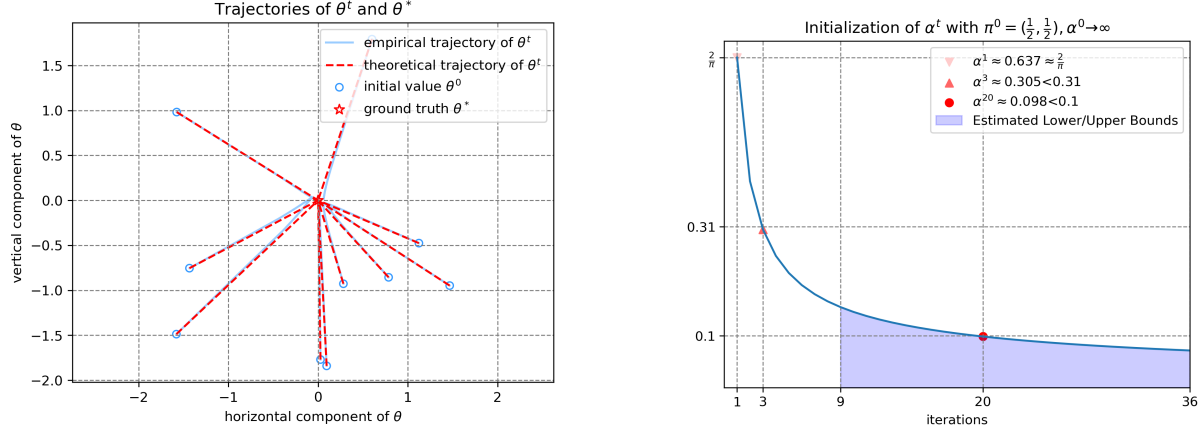 Trajectories of θᵗ and θ*
empirical trajectory of θᵗ
theoretical trajectory of θᵗ
initial value θ⁰
ground truth θ*
1.5
1.0
0.5
0.0
−0.5
−1.0
−1.5
−2.0
vertical component of θ
−2 −1 0 1 2
horizontal component of θ
Initialization of αᵗ with π⁰ = (1/2, 1/2), α⁰→∞
α¹ ≈ 0.637 ≈ 2/π
α³ ≈ 0.305<0.31
α²⁰ ≈ 0.098<0.1
Estimated Lower/Upper Bounds
2/π
0.31
0.1
1 3 9 20 36
iterations